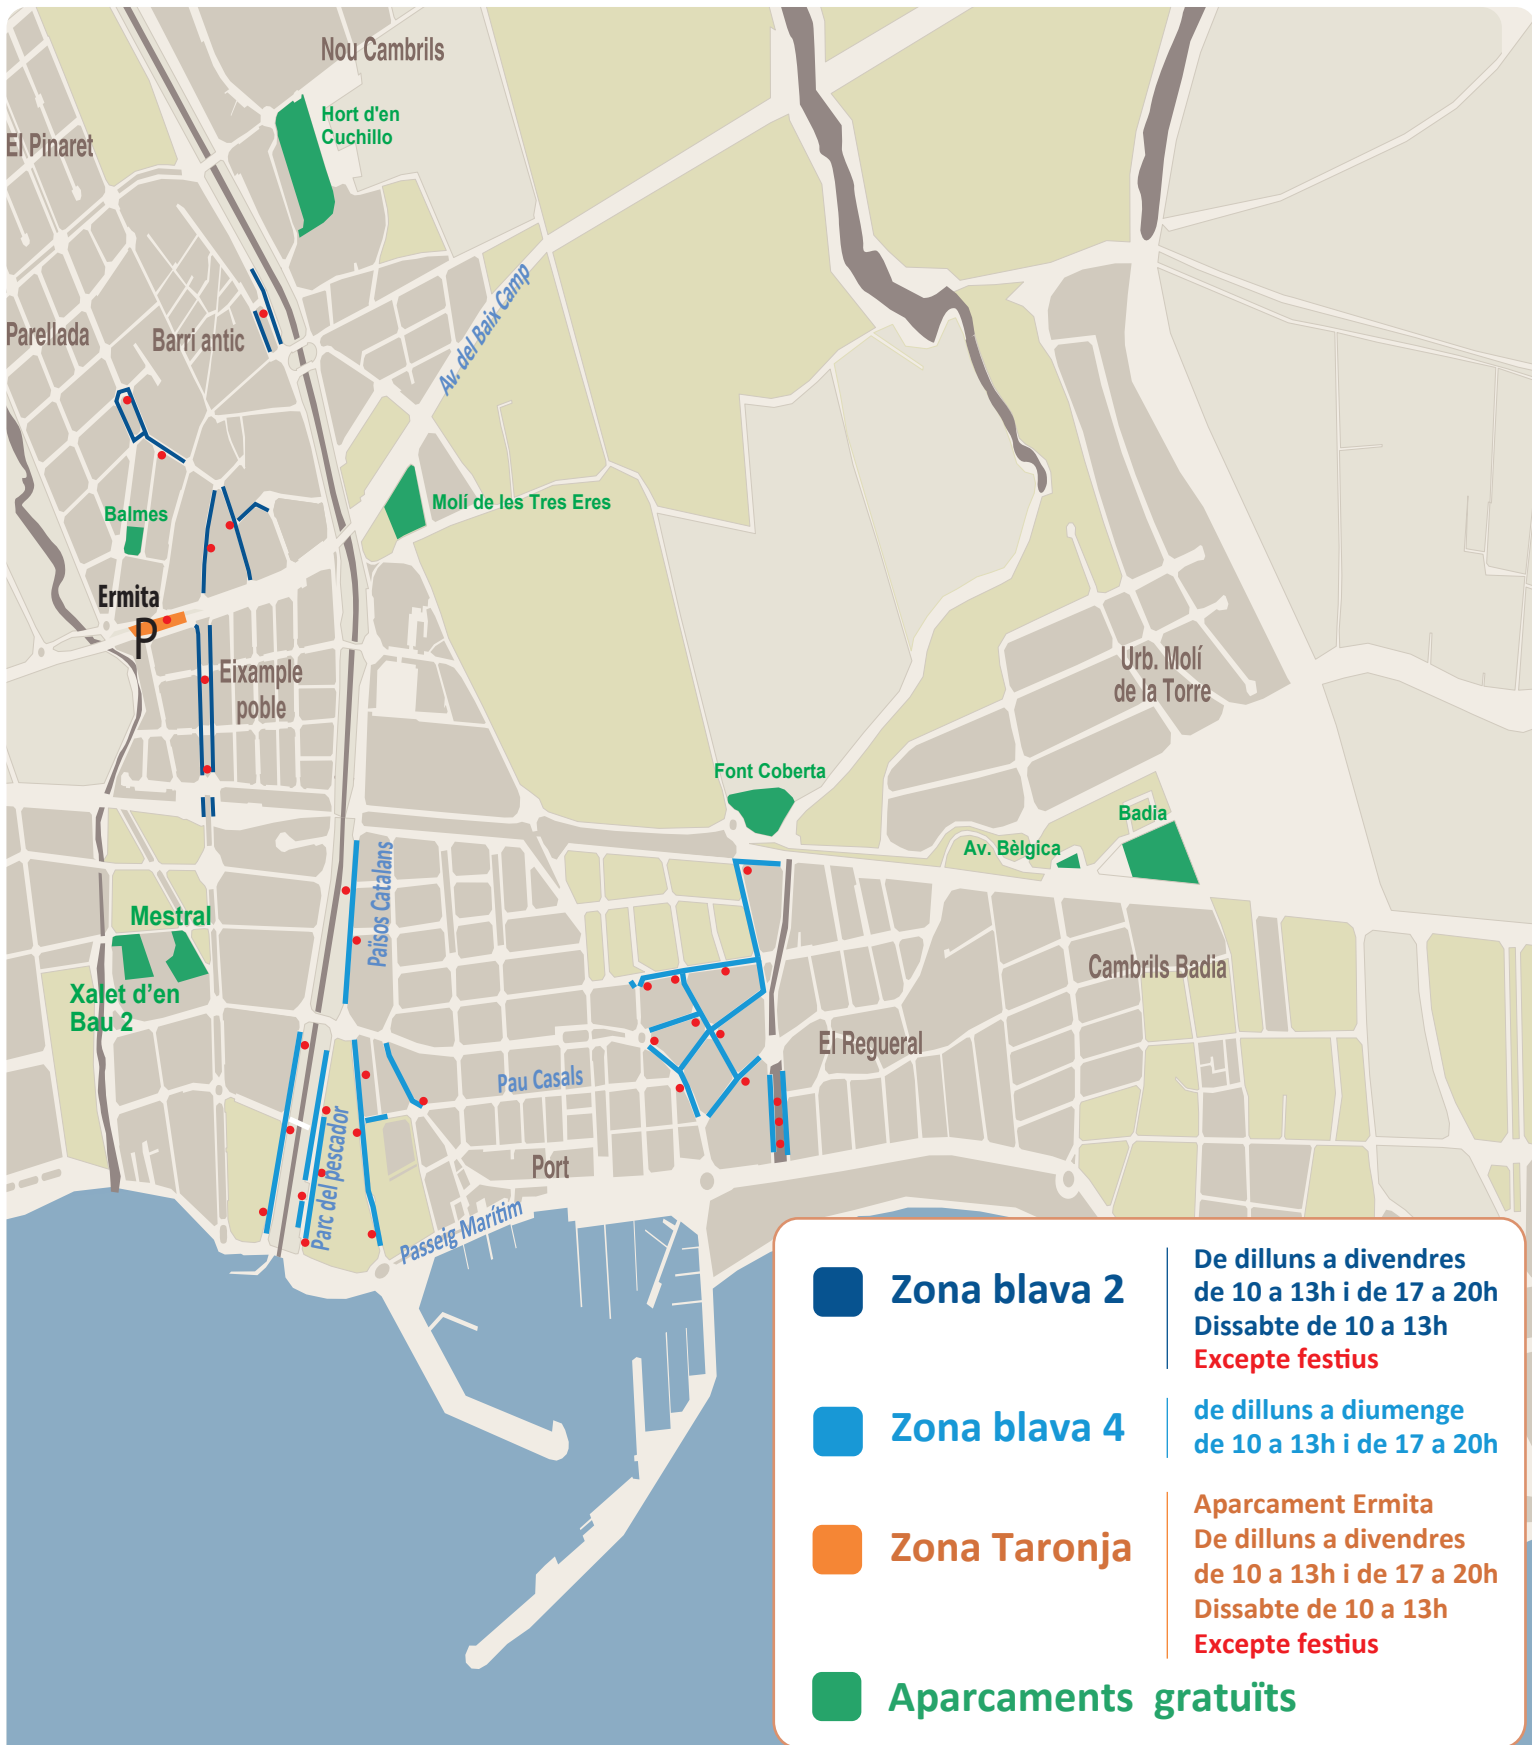 Nou Cambrils
Hort d'en
Cuchillo
El Pinaret
Av. del Baix Camp
Parellada
Barri antic
Molí de les Tres Eres
Balmes
Ermita
P
Eixample
poble
Urb. Molí
de la Torre
Font Coberta
Badia
Av. Bèlgica
Països Catalans
Mestral
Xalet d'en
Bau 2
Cambrils Badia
El Regueral
Pau Casals
Parc del pescador
Port
Passeig Marítim
Zona blava 2
De dilluns a divendres
de 10 a 13h i de 17 a 20h
Dissabte de 10 a 13h
Excepte festius
Zona blava 4
de dilluns a diumenge
de 10 a 13h i de 17 a 20h
Zona Taronja
Aparcament Ermita
De dilluns a divendres
de 10 a 13h i de 17 a 20h
Dissabte de 10 a 13h
Excepte festius
Aparcaments gratuïts